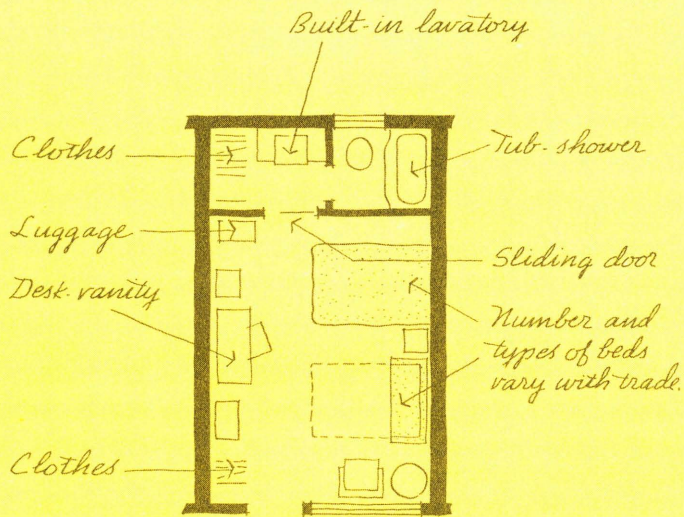 Built-in lavatory
Clothes
Tub-shower
Luggage
Sliding door
Desk-vanity
Number and
types of beds
vary with trade.
Clothes